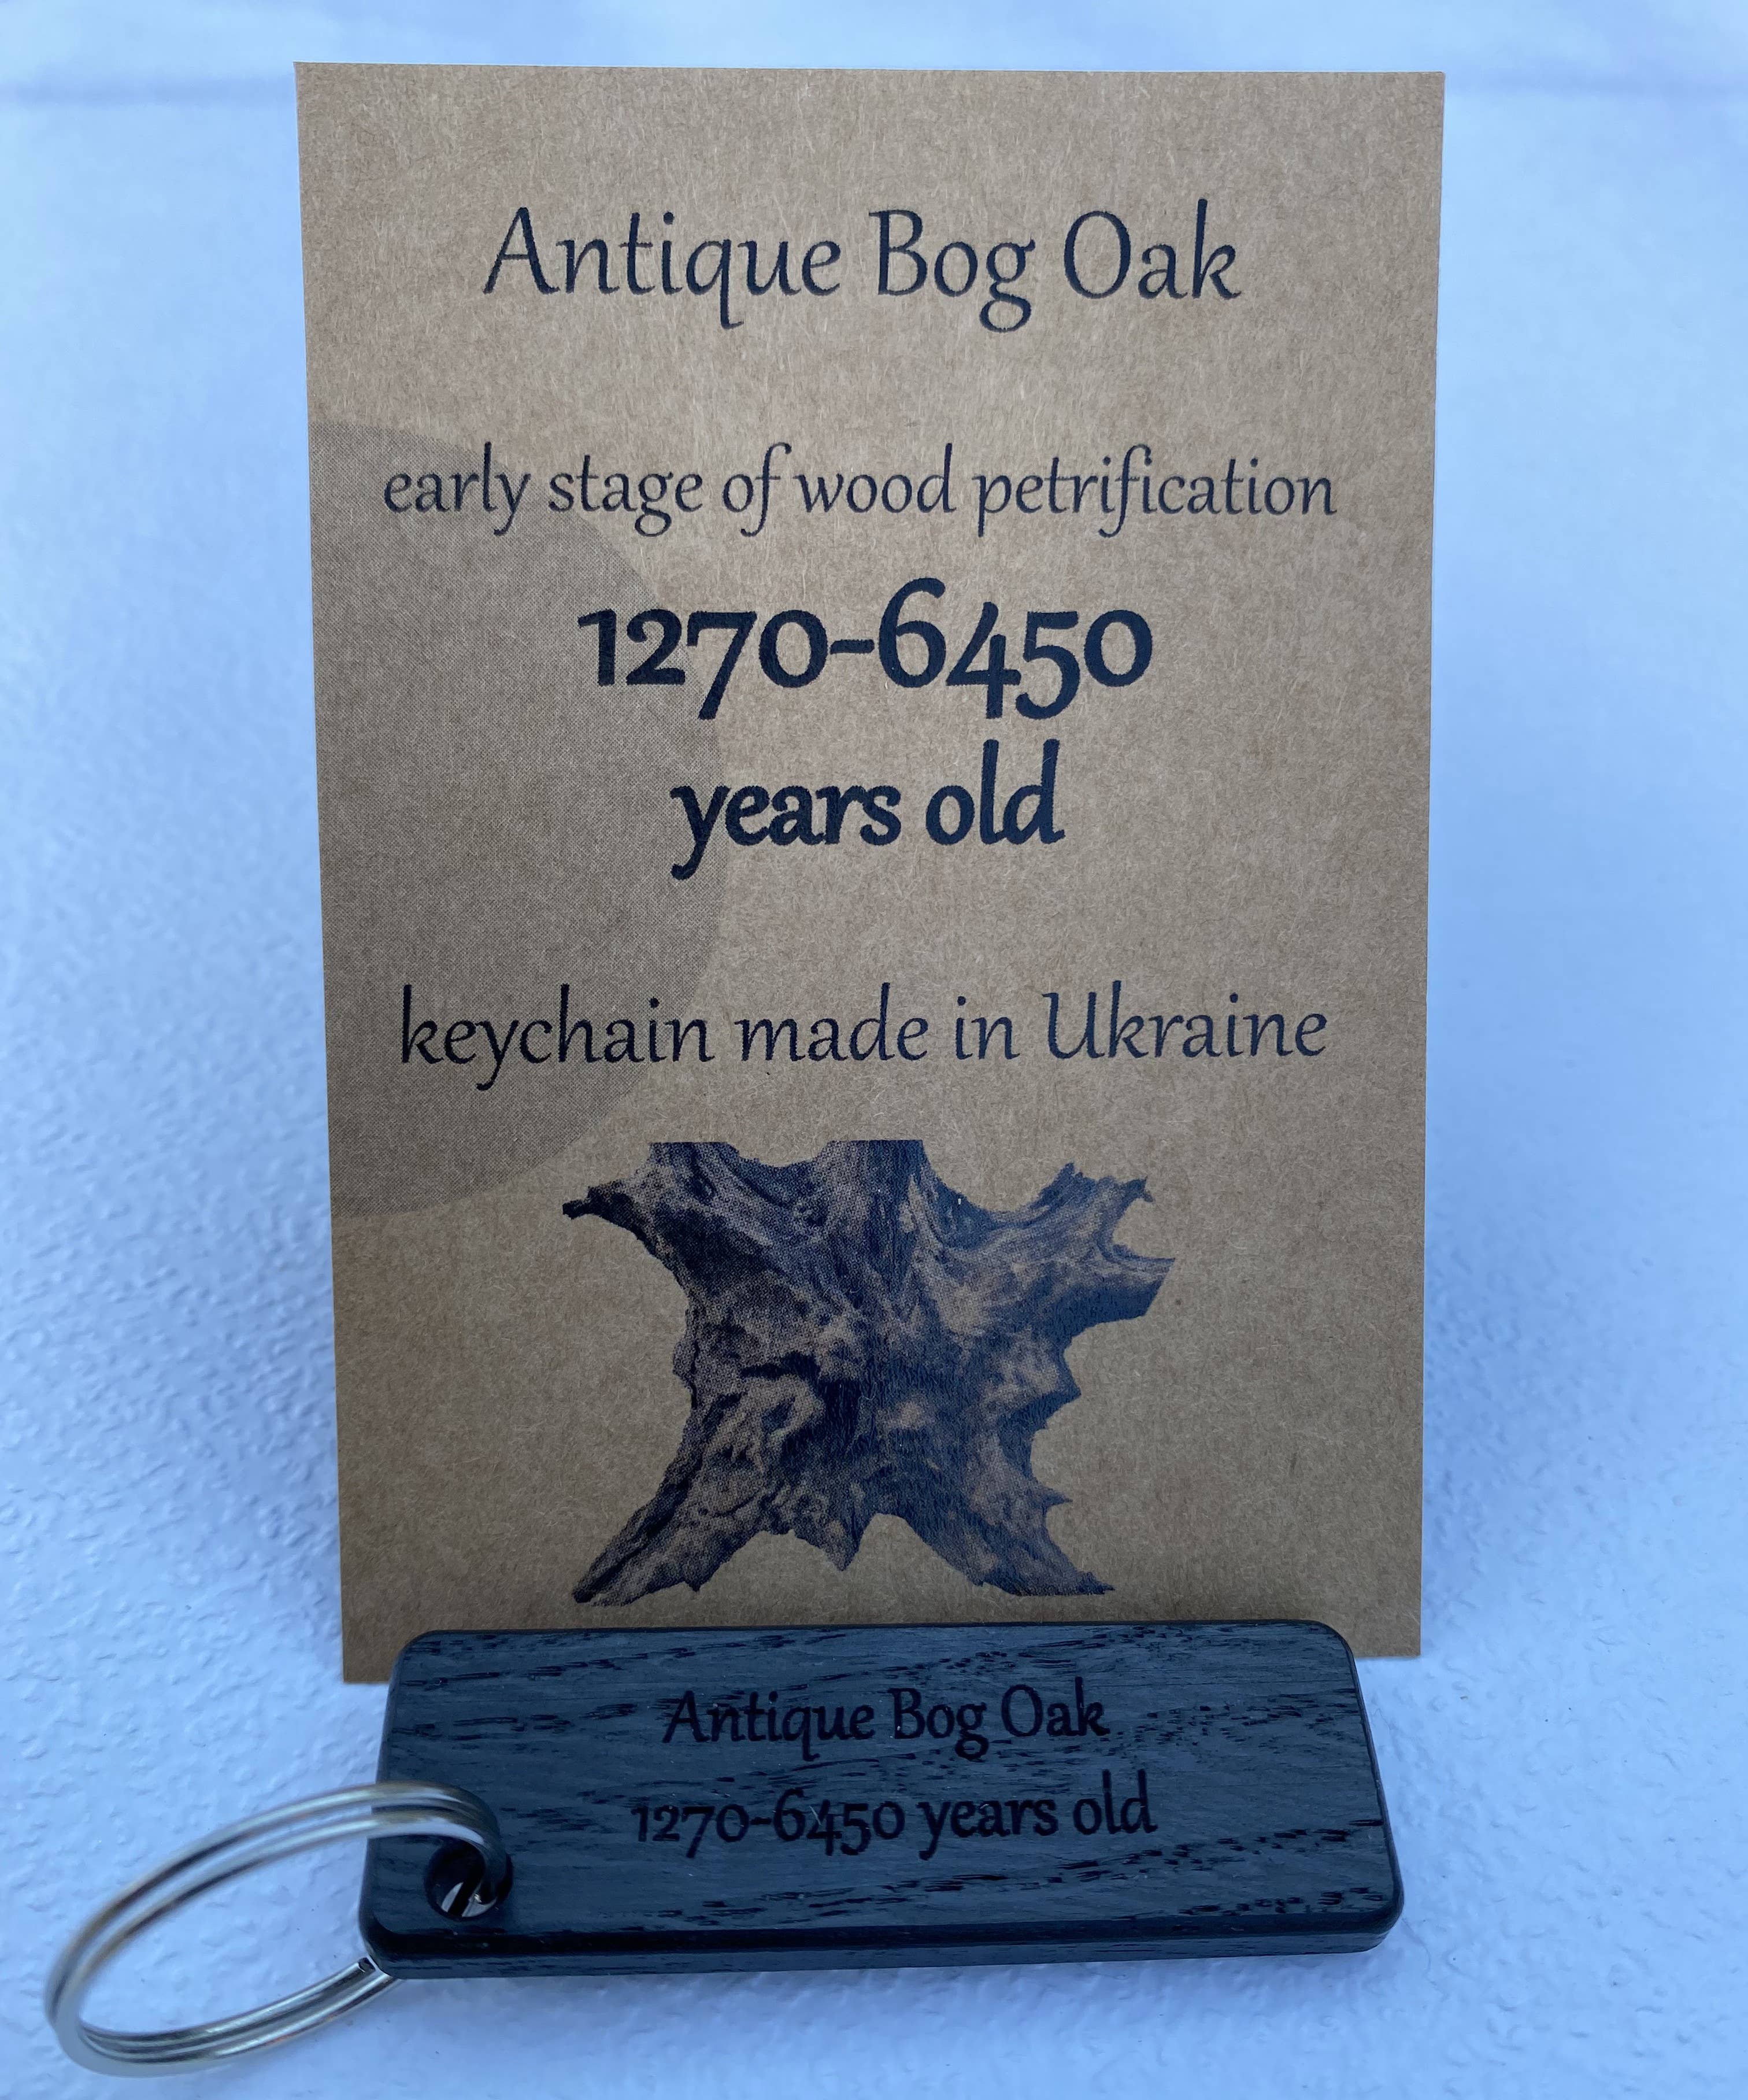 Antique Bog Oak
early stage of wood petrification
1270-6450
years old
keychain made in Ukraine
Antique Bog Oak
1270-6450 years old